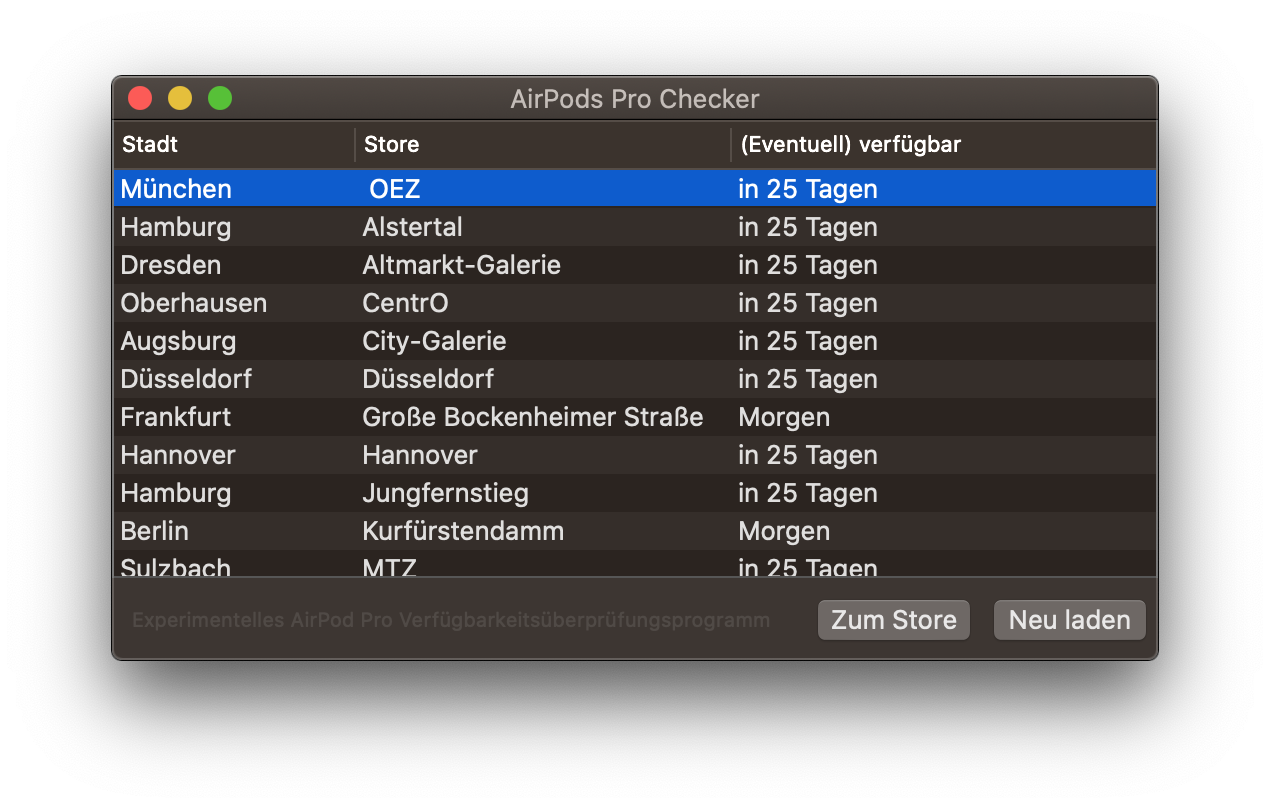 AirPods Pro Checker
Stadt Store (Eventuell) verfügbar
München OEZ in 25 Tagen
Hamburg Alstertal in 25 Tagen
Dresden Altmarkt-Galerie in 25 Tagen
Oberhausen CentrO in 25 Tagen
Augsburg City-Galerie in 25 Tagen
Düsseldorf Düsseldorf in 25 Tagen
Frankfurt Große Bockenheimer Straße Morgen
Hannover Hannover in 25 Tagen
Hamburg Jungfernstieg in 25 Tagen
Berlin Kurfürstendamm Morgen
Sulzbach MTZ in 25 Tagen
Experimentelles AirPod Pro Verfügbarkeitsüberprüfungsprogramm Zum Store Neu laden